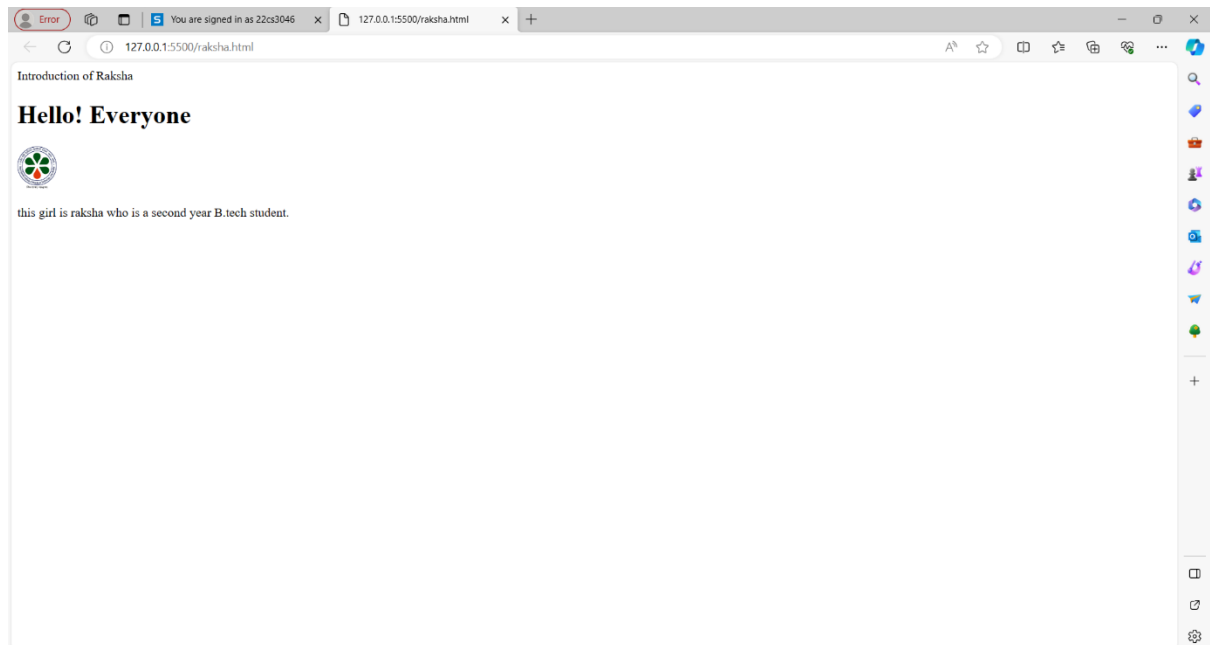 Error
You are signed in as 22cs3046
127.0.0.1:5500/raksha.html
127.0.0.1:5500/raksha.html
Introduction of Raksha
Hello! Everyone
this girl is raksha who is a second year B.tech student.